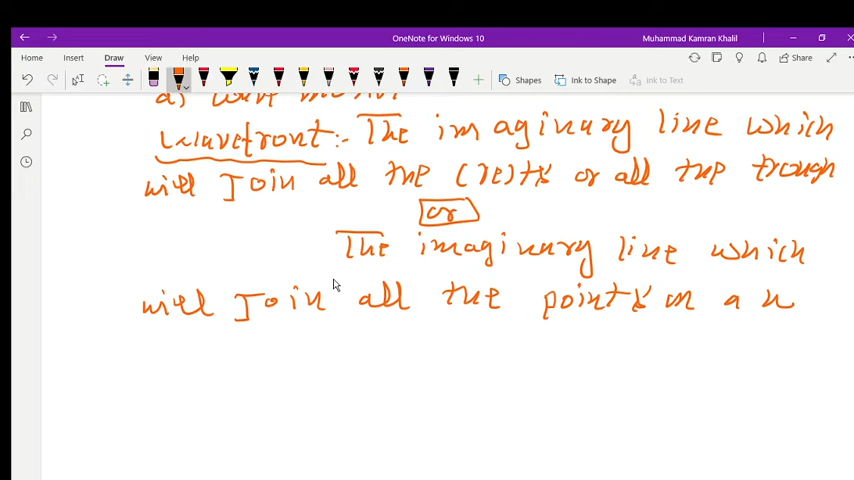 OneNote for Windows 10
Muhammad Kamran Khalil
Home Insert Draw View Help
Share
Shapes Ink to Shape Ink to Text
a) wave
Wavefront:- The imaginary line which
will Join all the crests or all the trough
or
The imaginary line which
will Join all the points on a